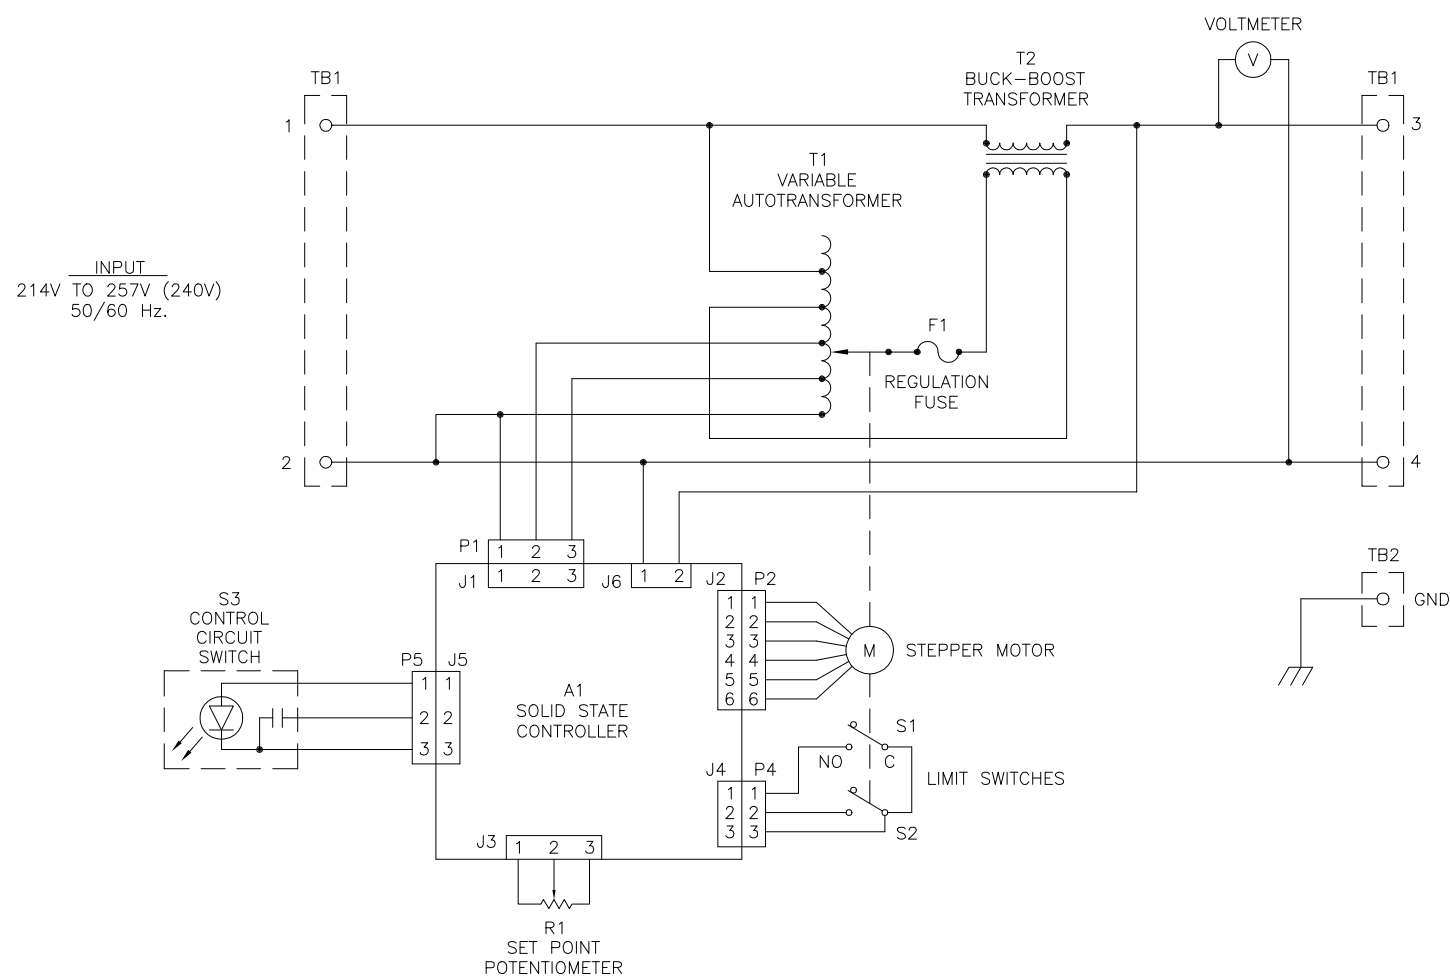 VOLTMETER
V
T2
BUCK-BOOST
TRANSFORMER
TB1
TB1
1
3
T1
VARIABLE
AUTOTRANSFORMER
INPUT
214V TO 257V (240V)
50/60 Hz.
F1
REGULATION
FUSE
2
4
P1
1 2 3
J1
1 2 3
J6
1 2
J2 P2
1 1
2 2
3 3
4 4
5 5
6 6
M
STEPPER MOTOR
TB2
GND
S3
CONTROL
CIRCUIT
SWITCH
P5 J5
1 1
2 2
3 3
A1
SOLID STATE
CONTROLLER
S1
NO C
LIMIT SWITCHES
S2
J4 P4
1 1
2 2
3 3
J3
1 2 3
R1
SET POINT
POTENTIOMETER